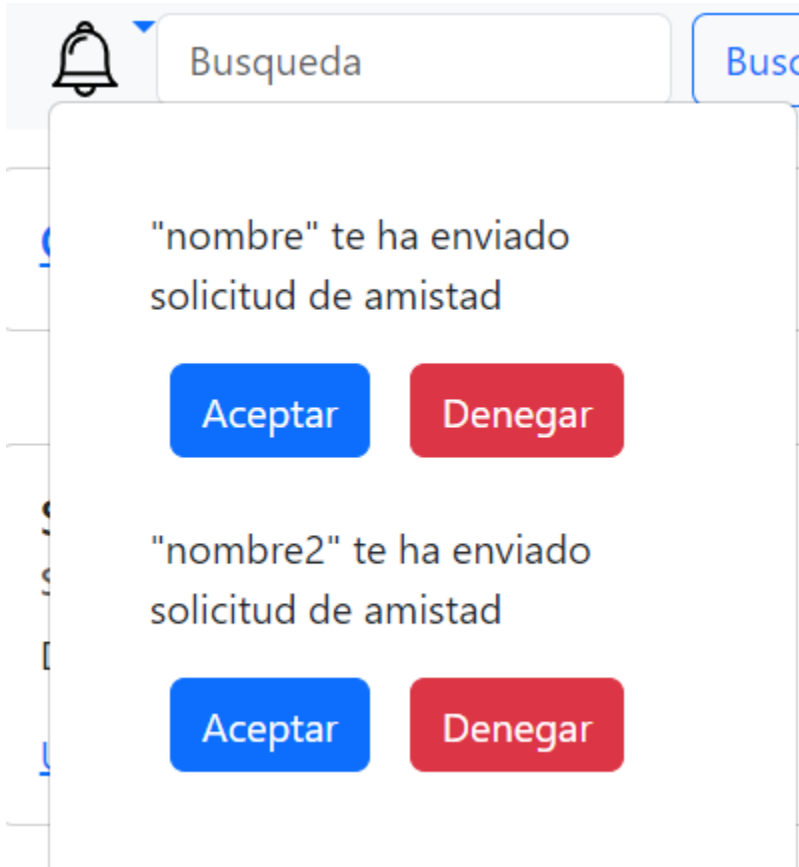 Busqueda
"nombre" te ha enviado
solicitud de amistad
Aceptar Denegar
"nombre2" te ha enviado
solicitud de amistad
Aceptar Denegar